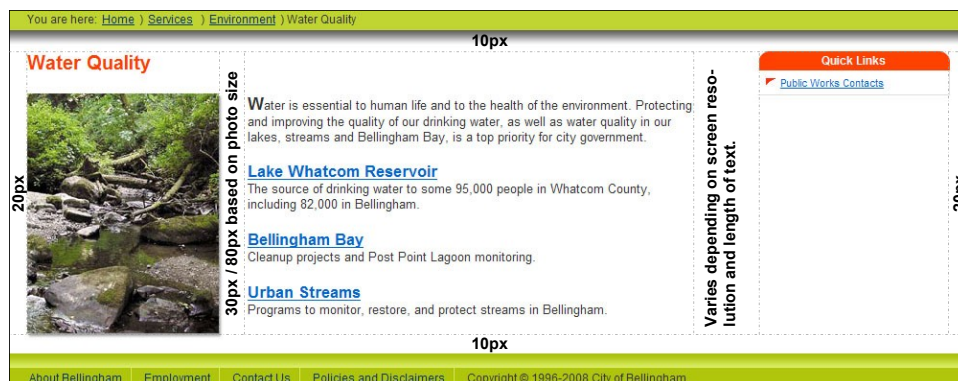 You are here: Home ) Services ) Environment ) Water Quality
10px
Water Quality
20px
30px / 80px based on photo size
Water is essential to human life and to the health of the environment. Protecting
and improving the quality of our drinking water, as well as water quality in our
lakes, streams and Bellingham Bay, is a top priority for city government.
Lake Whatcom Reservoir
The source of drinking water to some 95,000 people in Whatcom County,
including 82,000 in Bellingham.
Bellingham Bay
Cleanup projects and Post Point Lagoon monitoring.
Urban Streams
Programs to monitor, restore, and protect streams in Bellingham.
Varies depending on screen reso-
lution and length of text.
Quick Links
Public Works Contacts
10px
About Bellingham Employment Contact Us Policies and Disclaimers Copyright © 1996-2008 City of Bellingham